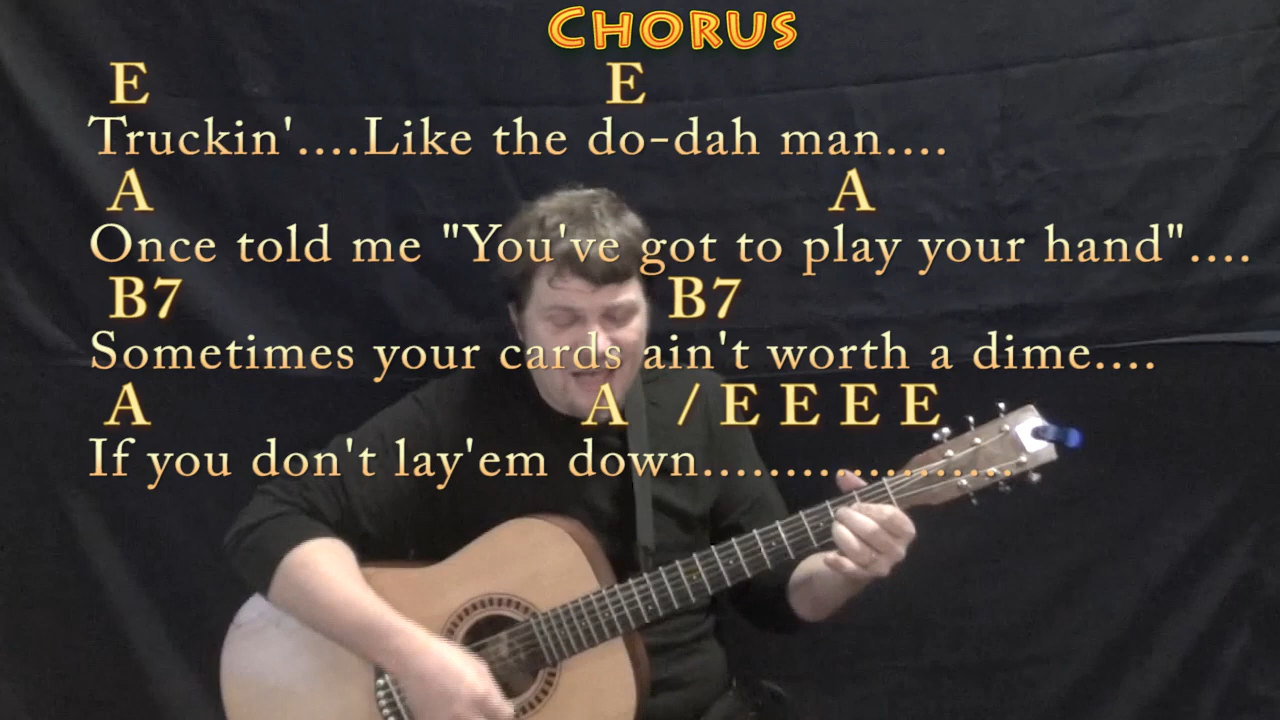 CHORUS
E E
Truckin'....Like the do-dah man....
A A
Once told me "You've got to play your hand"....
B7 B7
Sometimes your cards ain't worth a dime....
A A / E E E E
If you don't lay'em down...................